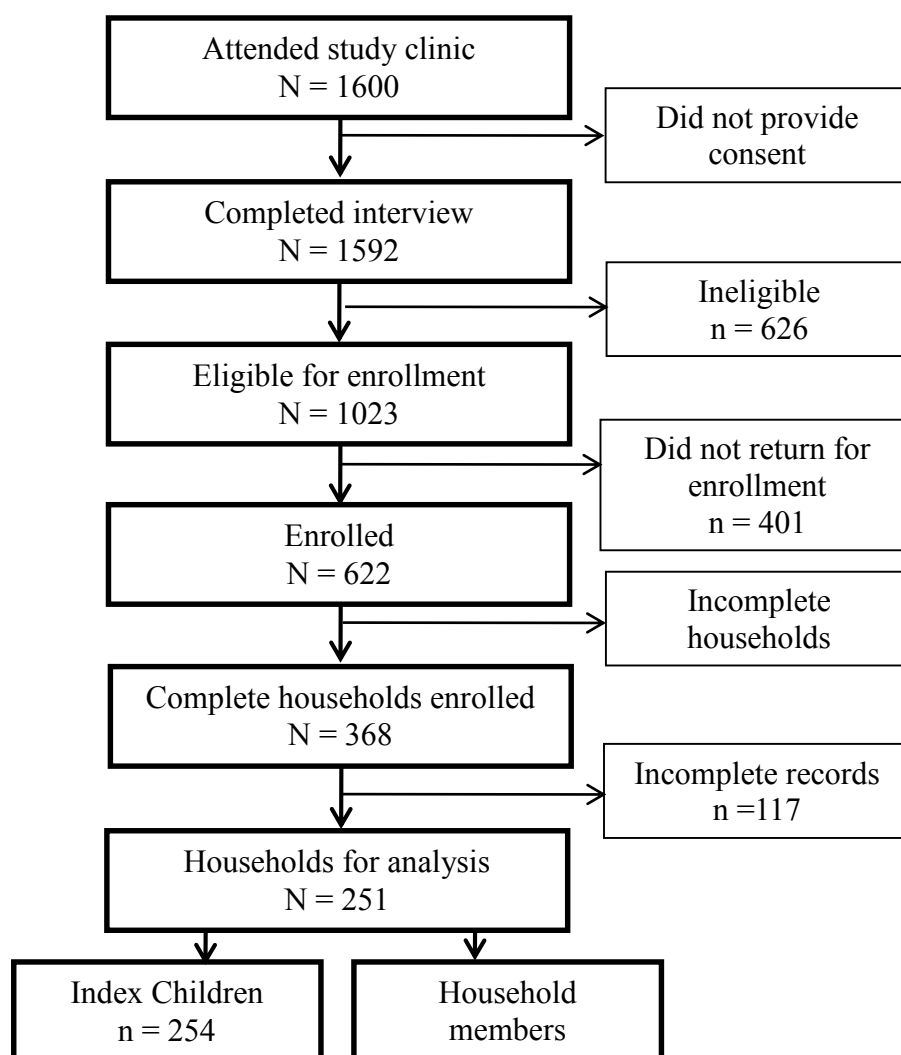 Attended study clinic
N = 1600
Did not provide
consent
Completed interview
N = 1592
Ineligible
n = 626
Eligible for enrollment
N = 1023
Did not return for
enrollment
n = 401
Enrolled
N = 622
Incomplete
households
Complete households enrolled
N = 368
Incomplete records
n =117
Households for analysis
N = 251
Index Children
n = 254
Household
members